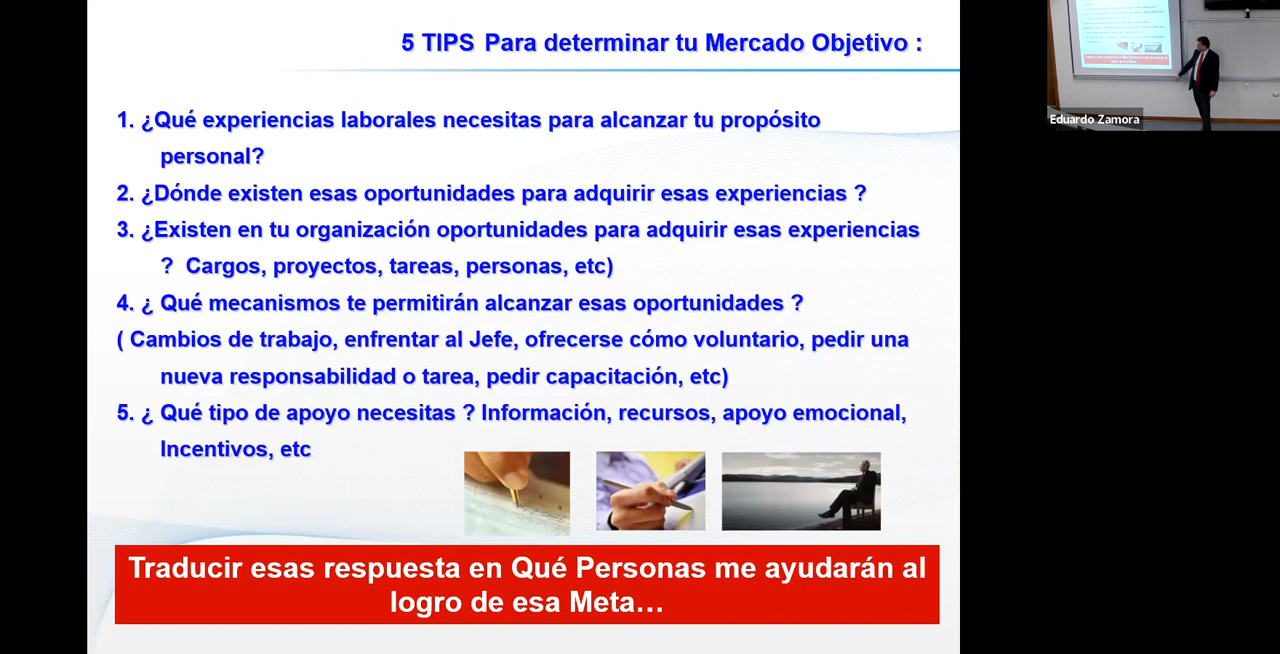 5 TIPS Para determinar tu Mercado Objetivo :
1. ¿Qué experiencias laborales necesitas para alcanzar tu propósito
personal?
2. ¿Dónde existen esas oportunidades para adquirir esas experiencias ?
3. ¿Existen en tu organización oportunidades para adquirir esas experiencias
? Cargos, proyectos, tareas, personas, etc)
4. ¿ Qué mecanismos te permitirán alcanzar esas oportunidades ?
( Cambios de trabajo, enfrentar al Jefe, ofrecerse cómo voluntario, pedir una
nueva responsabilidad o tarea, pedir capacitación, etc)
5. ¿ Qué tipo de apoyo necesitas ? Información, recursos, apoyo emocional,
Incentivos, etc
Traducir esas respuesta en Qué Personas me ayudarán al
logro de esa Meta...
Eduardo Zamora